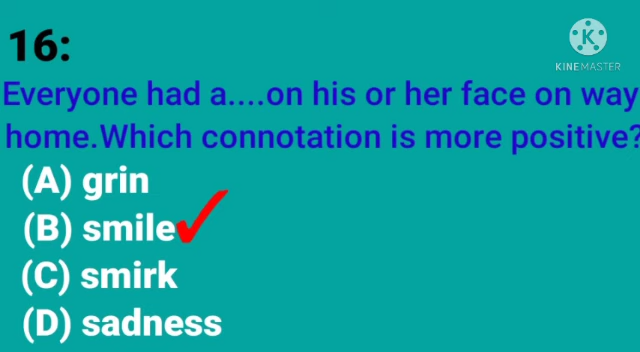 16:
KINEMASTER
Everyone had a....on his or her face on way
home.Which connotation is more positive?
(A) grin
(B) smile
(C) smirk
(D) sadness